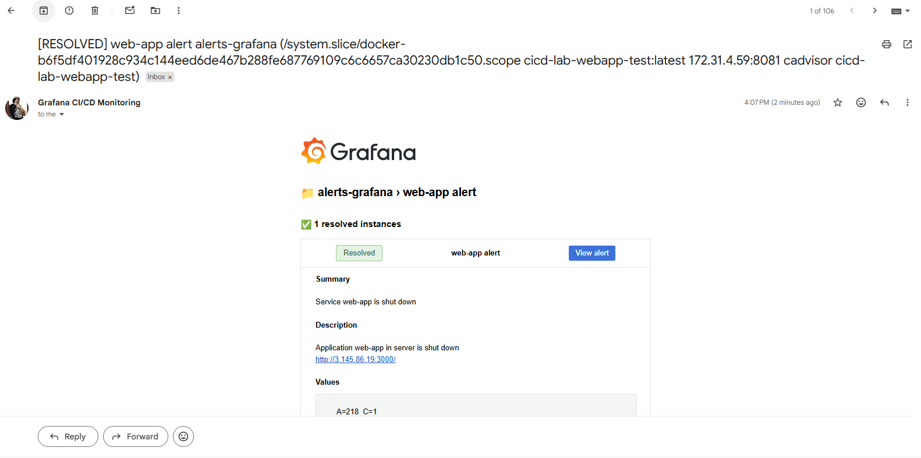 1 of 106
[RESOLVED] web-app alert alerts-grafana (/system.slice/docker-
b6f5df401928c934c144eed6de467b288fe687769109c6c6657ca30230db1c50.scope cicd-lab-webapp-test:latest 172.31.4.59:8081 cadvisor cicd-
lab-webapp-test) Inbox x
Grafana CI/CD Monitoring
4:07 PM (2 minutes ago)
to me
Grafana
alerts-grafana › web-app alert
1 resolved instances
Resolved web-app alert View alert
Summary
Service web-app is shut down
Description
Application web-app in server is shut down
http://3.145.86.19:3000/
Values
A=218 C=1
Reply Forward